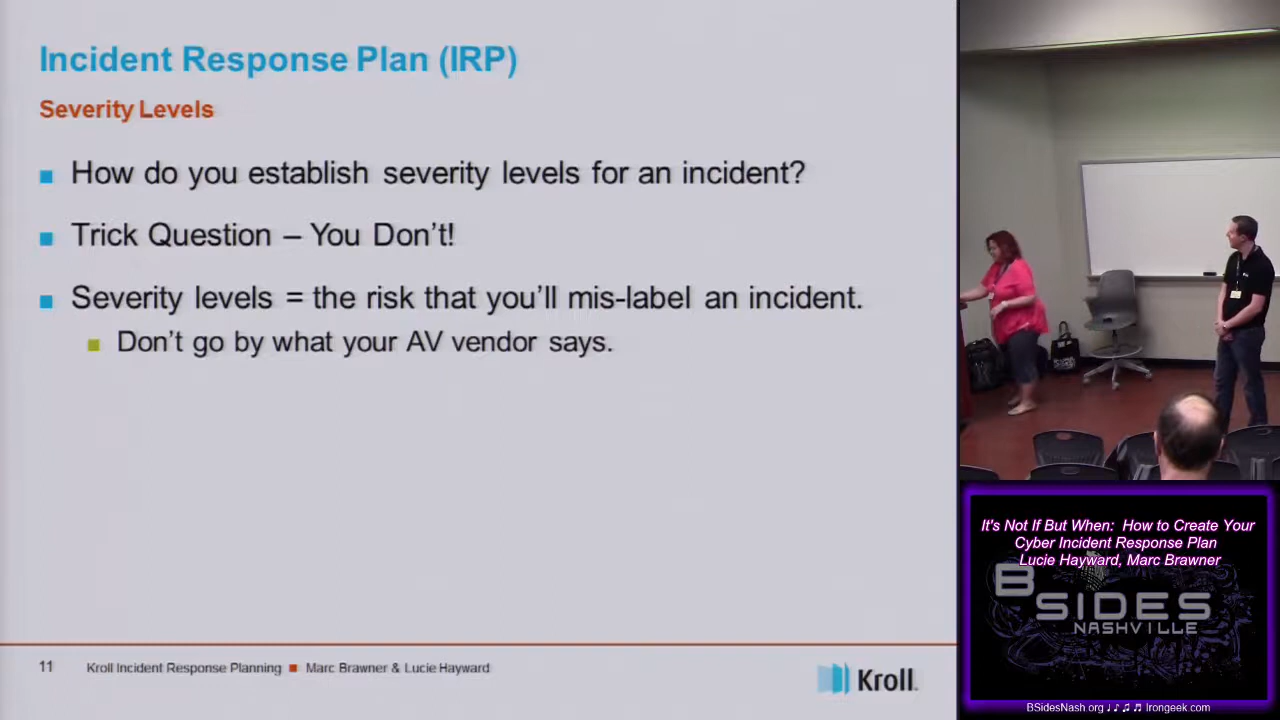 Incident Response Plan (IRP)
Severity Levels
How do you establish severity levels for an incident?
Trick Question – You Don't!
Severity levels = the risk that you'll mis-label an incident.
Don't go by what your AV vendor says.
11 Kroll Incident Response Planning ■ Marc Brawner & Lucie Hayward
Kroll
It's Not If But When: How to Create Your
Cyber Incident Response Plan
Lucie Hayward, Marc Brawner
BSIDES
NASHVILLE
BSidesNash.org ♩ ♪ ♫ ♬ Irongeek.com